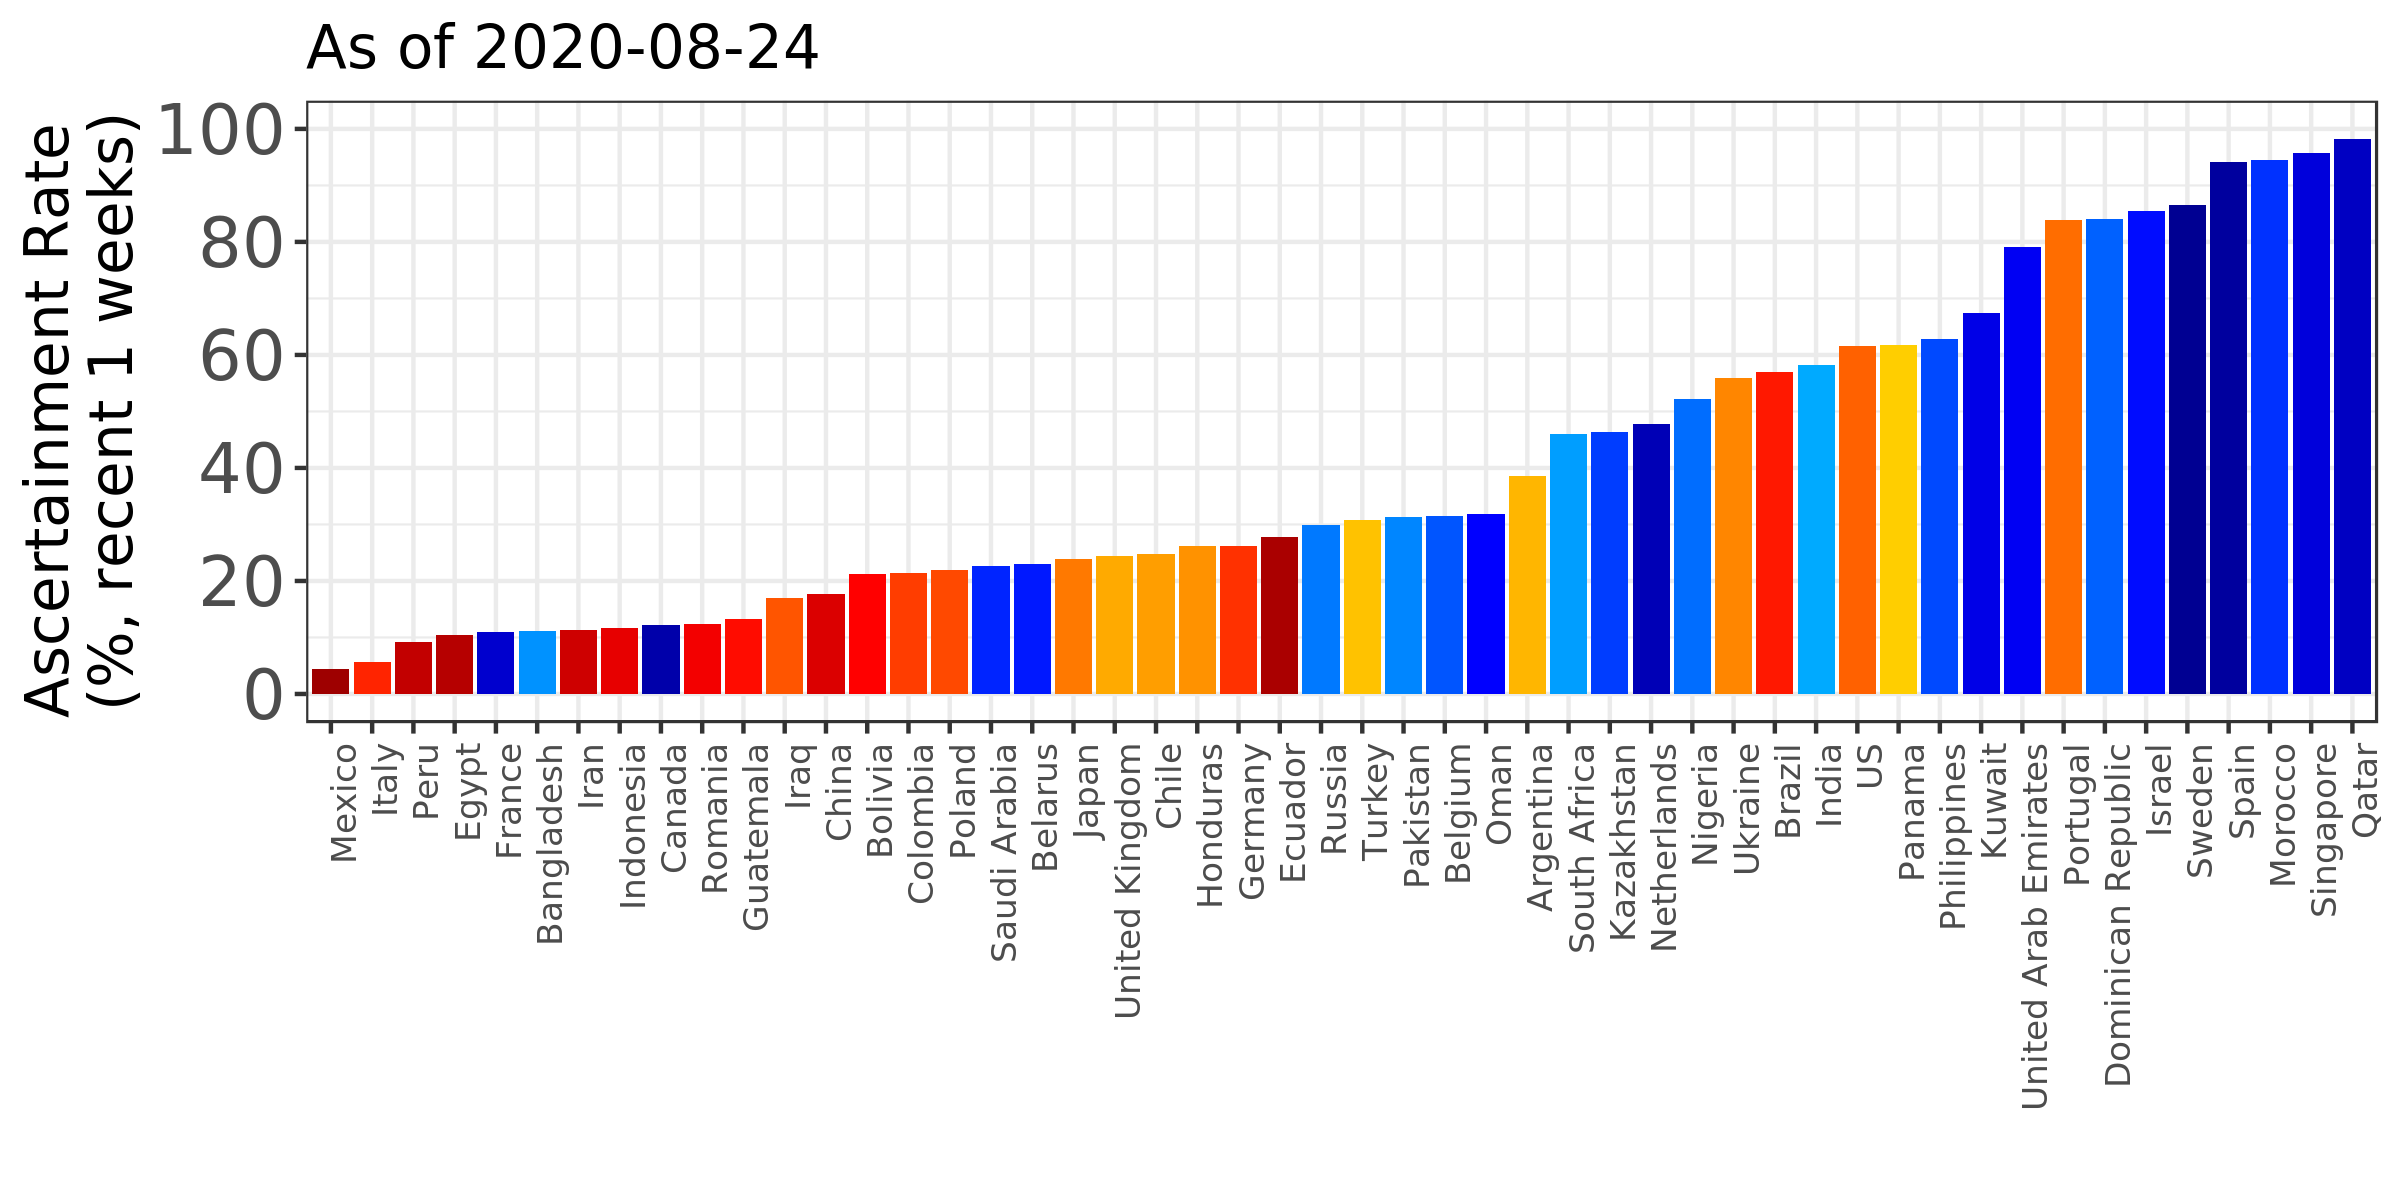 As of 2020-08-24
Ascertainment Rate
(%, recent 1 weeks)
100
80
60
40
20
0
Mexico
Italy
Peru
Egypt
France
Bangladesh
Iran
Indonesia
Canada
Romania
Guatemala
Iraq
China
Bolivia
Colombia
Poland
Saudi Arabia
Belarus
Japan
United Kingdom
Chile
Honduras
Germany
Ecuador
Russia
Turkey
Pakistan
Belgium
Oman
Argentina
South Africa
Kazakhstan
Netherlands
Nigeria
Ukraine
Brazil
India
US
Panama
Philippines
Kuwait
United Arab Emirates
Portugal
Dominican Republic
Israel
Sweden
Spain
Morocco
Singapore
Qatar